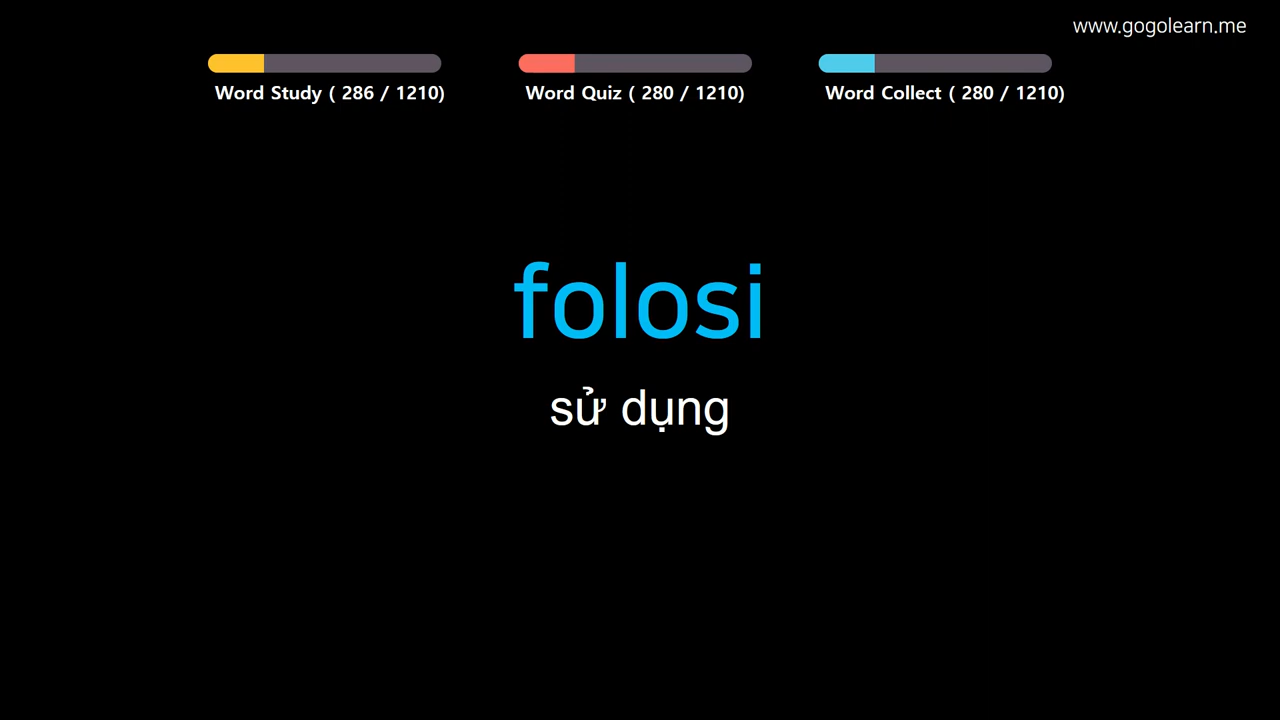 www.gogolearn.me
Word Study ( 286 / 1210)
Word Quiz ( 280 / 1210)
Word Collect ( 280 / 1210)
folosi
sử dụng